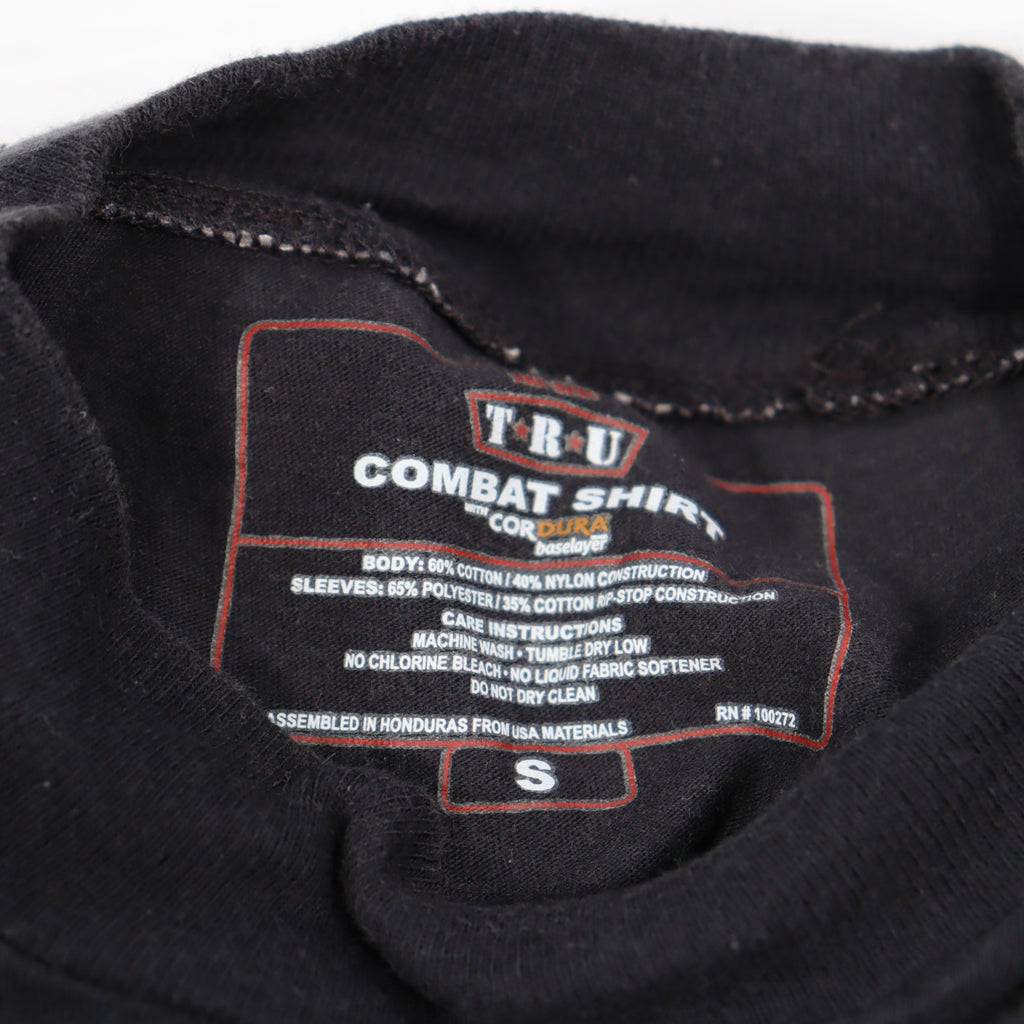 T★R★U
COMBAT SHIRT
WITH
CORDURA
baselayer
BODY: 60% COTTON / 40% NYLON CONSTRUCTION
SLEEVES: 65% POLYESTER / 35% COTTON RIP-STOP CONSTRUCTION
CARE INSTRUCTIONS
MACHINE WASH • TUMBLE DRY LOW
NO CHLORINE BLEACH • NO LIQUID FABRIC SOFTENER
DO NOT DRY CLEAN
ASSEMBLED IN HONDURAS FROM USA MATERIALS
RN # 100272
S